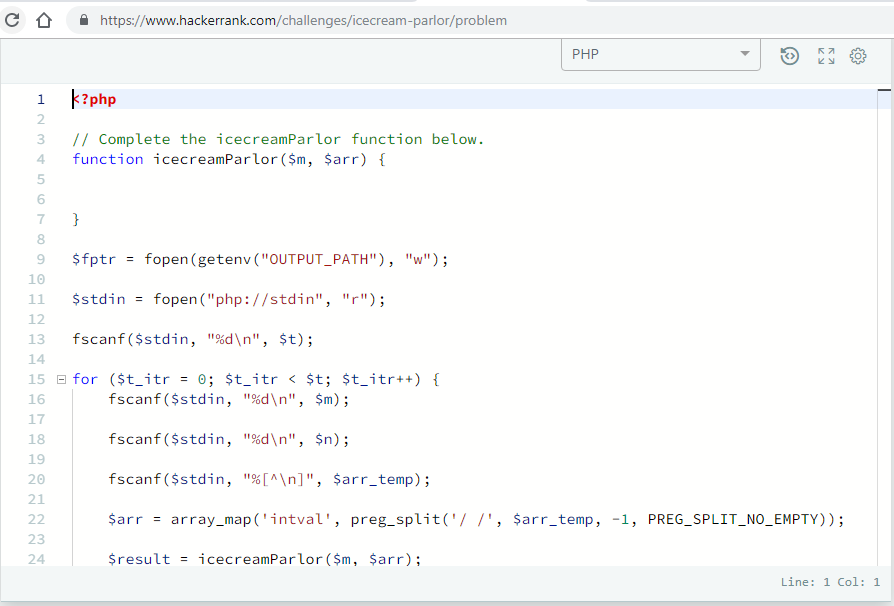 https://www.hackerrank.com/challenges/icecream-parlor/problem
PHP
1 <?php
2
3 // Complete the icecreamParlor function below.
4 function icecreamParlor($m, $arr) {
5
6
7 }
8
9 $fptr = fopen(getenv("OUTPUT_PATH"), "w");
10
11 $stdin = fopen("php://stdin", "r");
12
13 fscanf($stdin, "%d\n", $t);
14
15 for ($t_itr = 0; $t_itr < $t; $t_itr++) {
16     fscanf($stdin, "%d\n", $m);
17
18     fscanf($stdin, "%d\n", $n);
19
20     fscanf($stdin, "%[^\n]", $arr_temp);
21
22     $arr = array_map('intval', preg_split('/ /', $arr_temp, -1, PREG_SPLIT_NO_EMPTY));
23
24     $result = icecreamParlor($m, $arr);
Line: 1 Col: 1